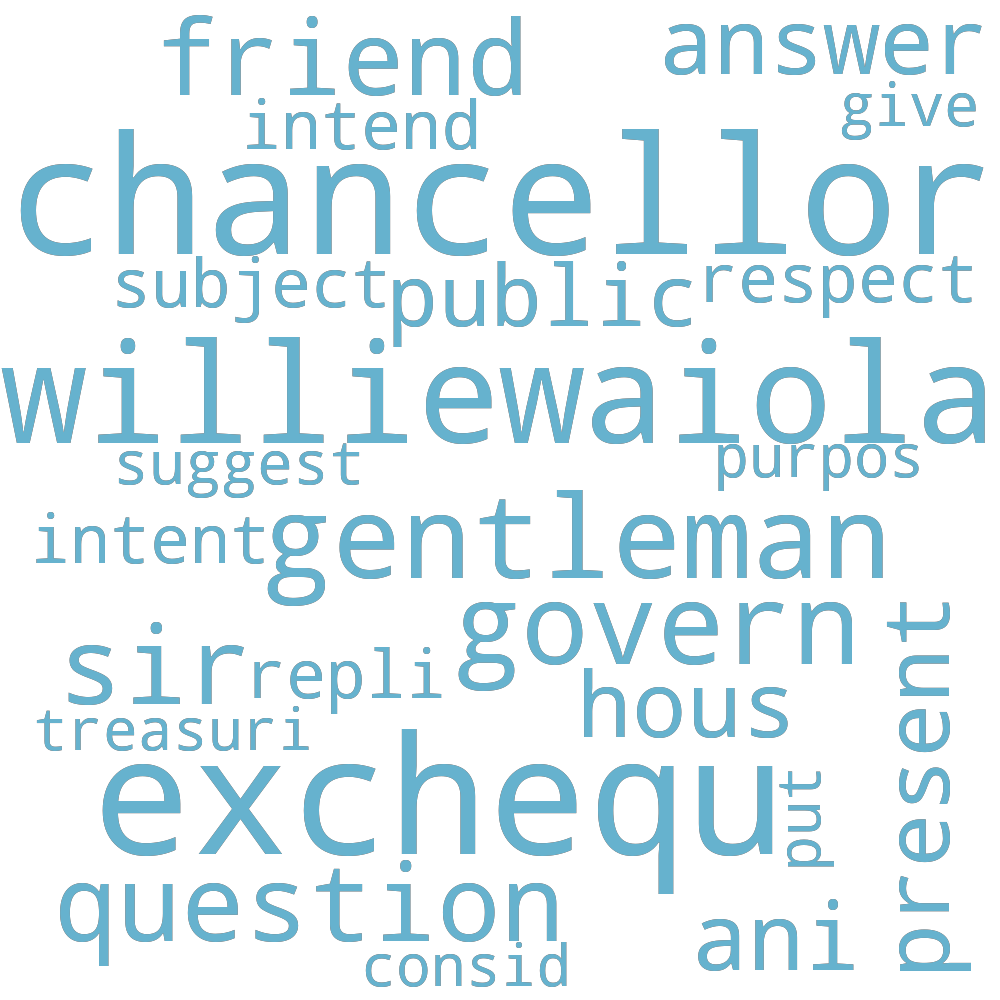 friend answer
intend give
chancellor
subject public respect
williewaiola
suggest purpos
intent gentleman
govern
sir repli hous present
treasuri
exchequ put
question ani
consid